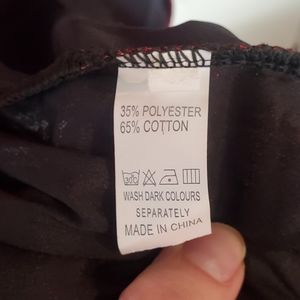 35% POLYESTER
65% COTTON
WASH DARK COLOURS
SEPARATELY
MADE IN CHINA